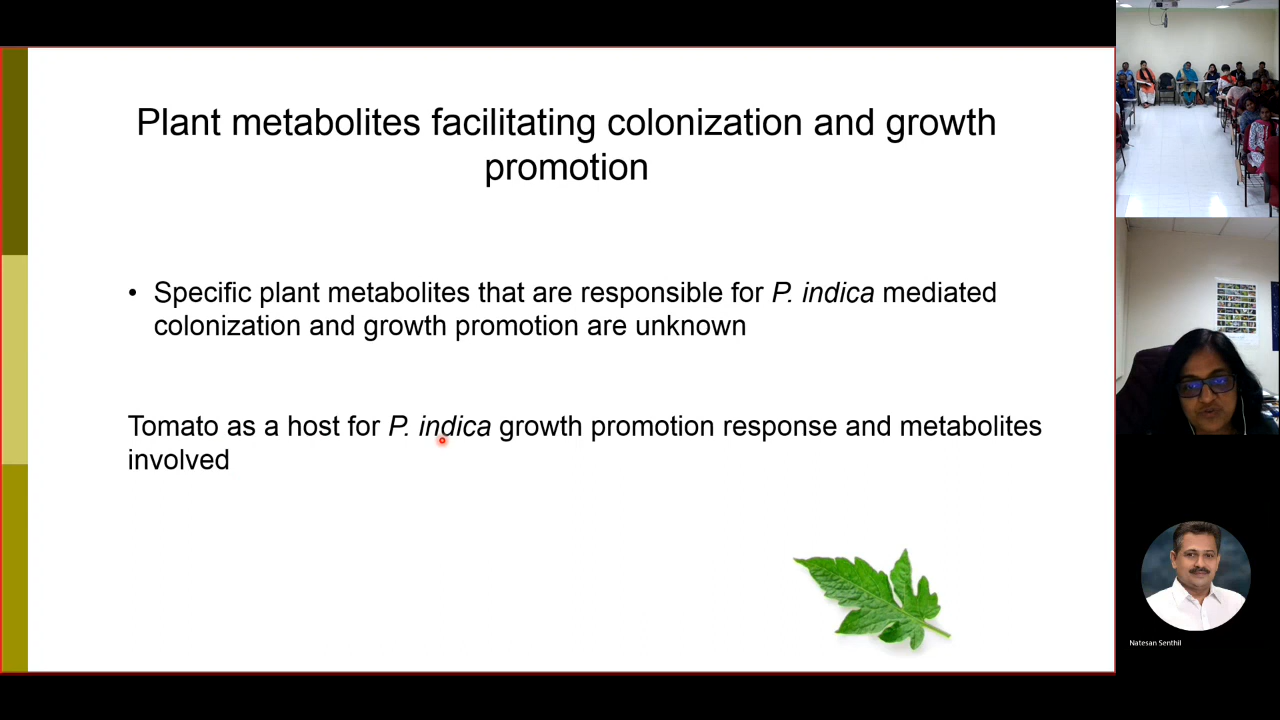 Plant metabolites facilitating colonization and growth
promotion
• Specific plant metabolites that are responsible for P. indica mediated
colonization and growth promotion are unknown
Tomato as a host for P. indica growth promotion response and metabolites
involved
Natesan Senthil